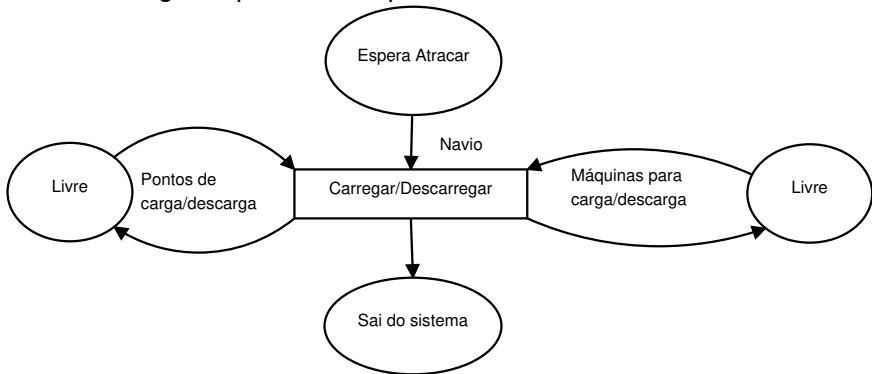 Espera Atracar
Navio
Livre
Pontos de
carga/descarga
Carregar/Descarregar
Máquinas para
carga/descarga
Livre
Sai do sistema